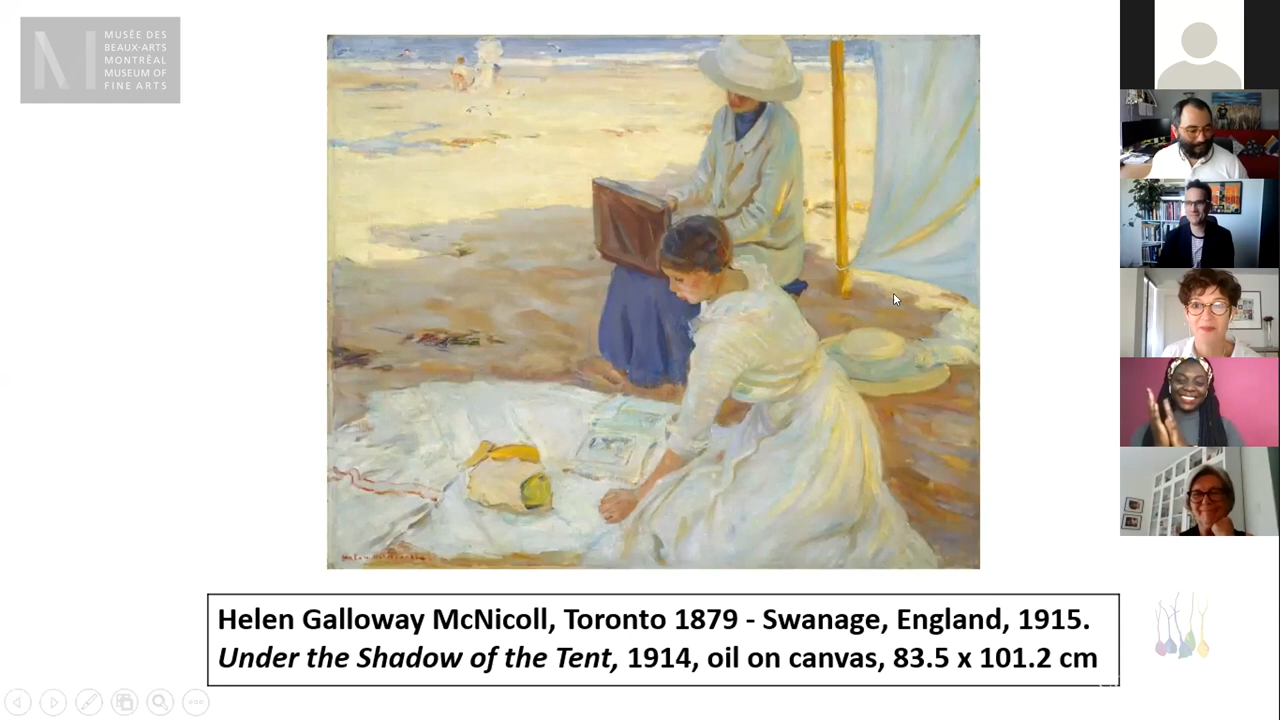 MUSÉE DES
BEAUX-ARTS
MONTRÉAL
MUSEUM OF
FINE ARTS
Helen Galloway McNicoll, Toronto 1879 - Swanage, England, 1915.
Under the Shadow of the Tent, 1914, oil on canvas, 83.5 x 101.2 cm